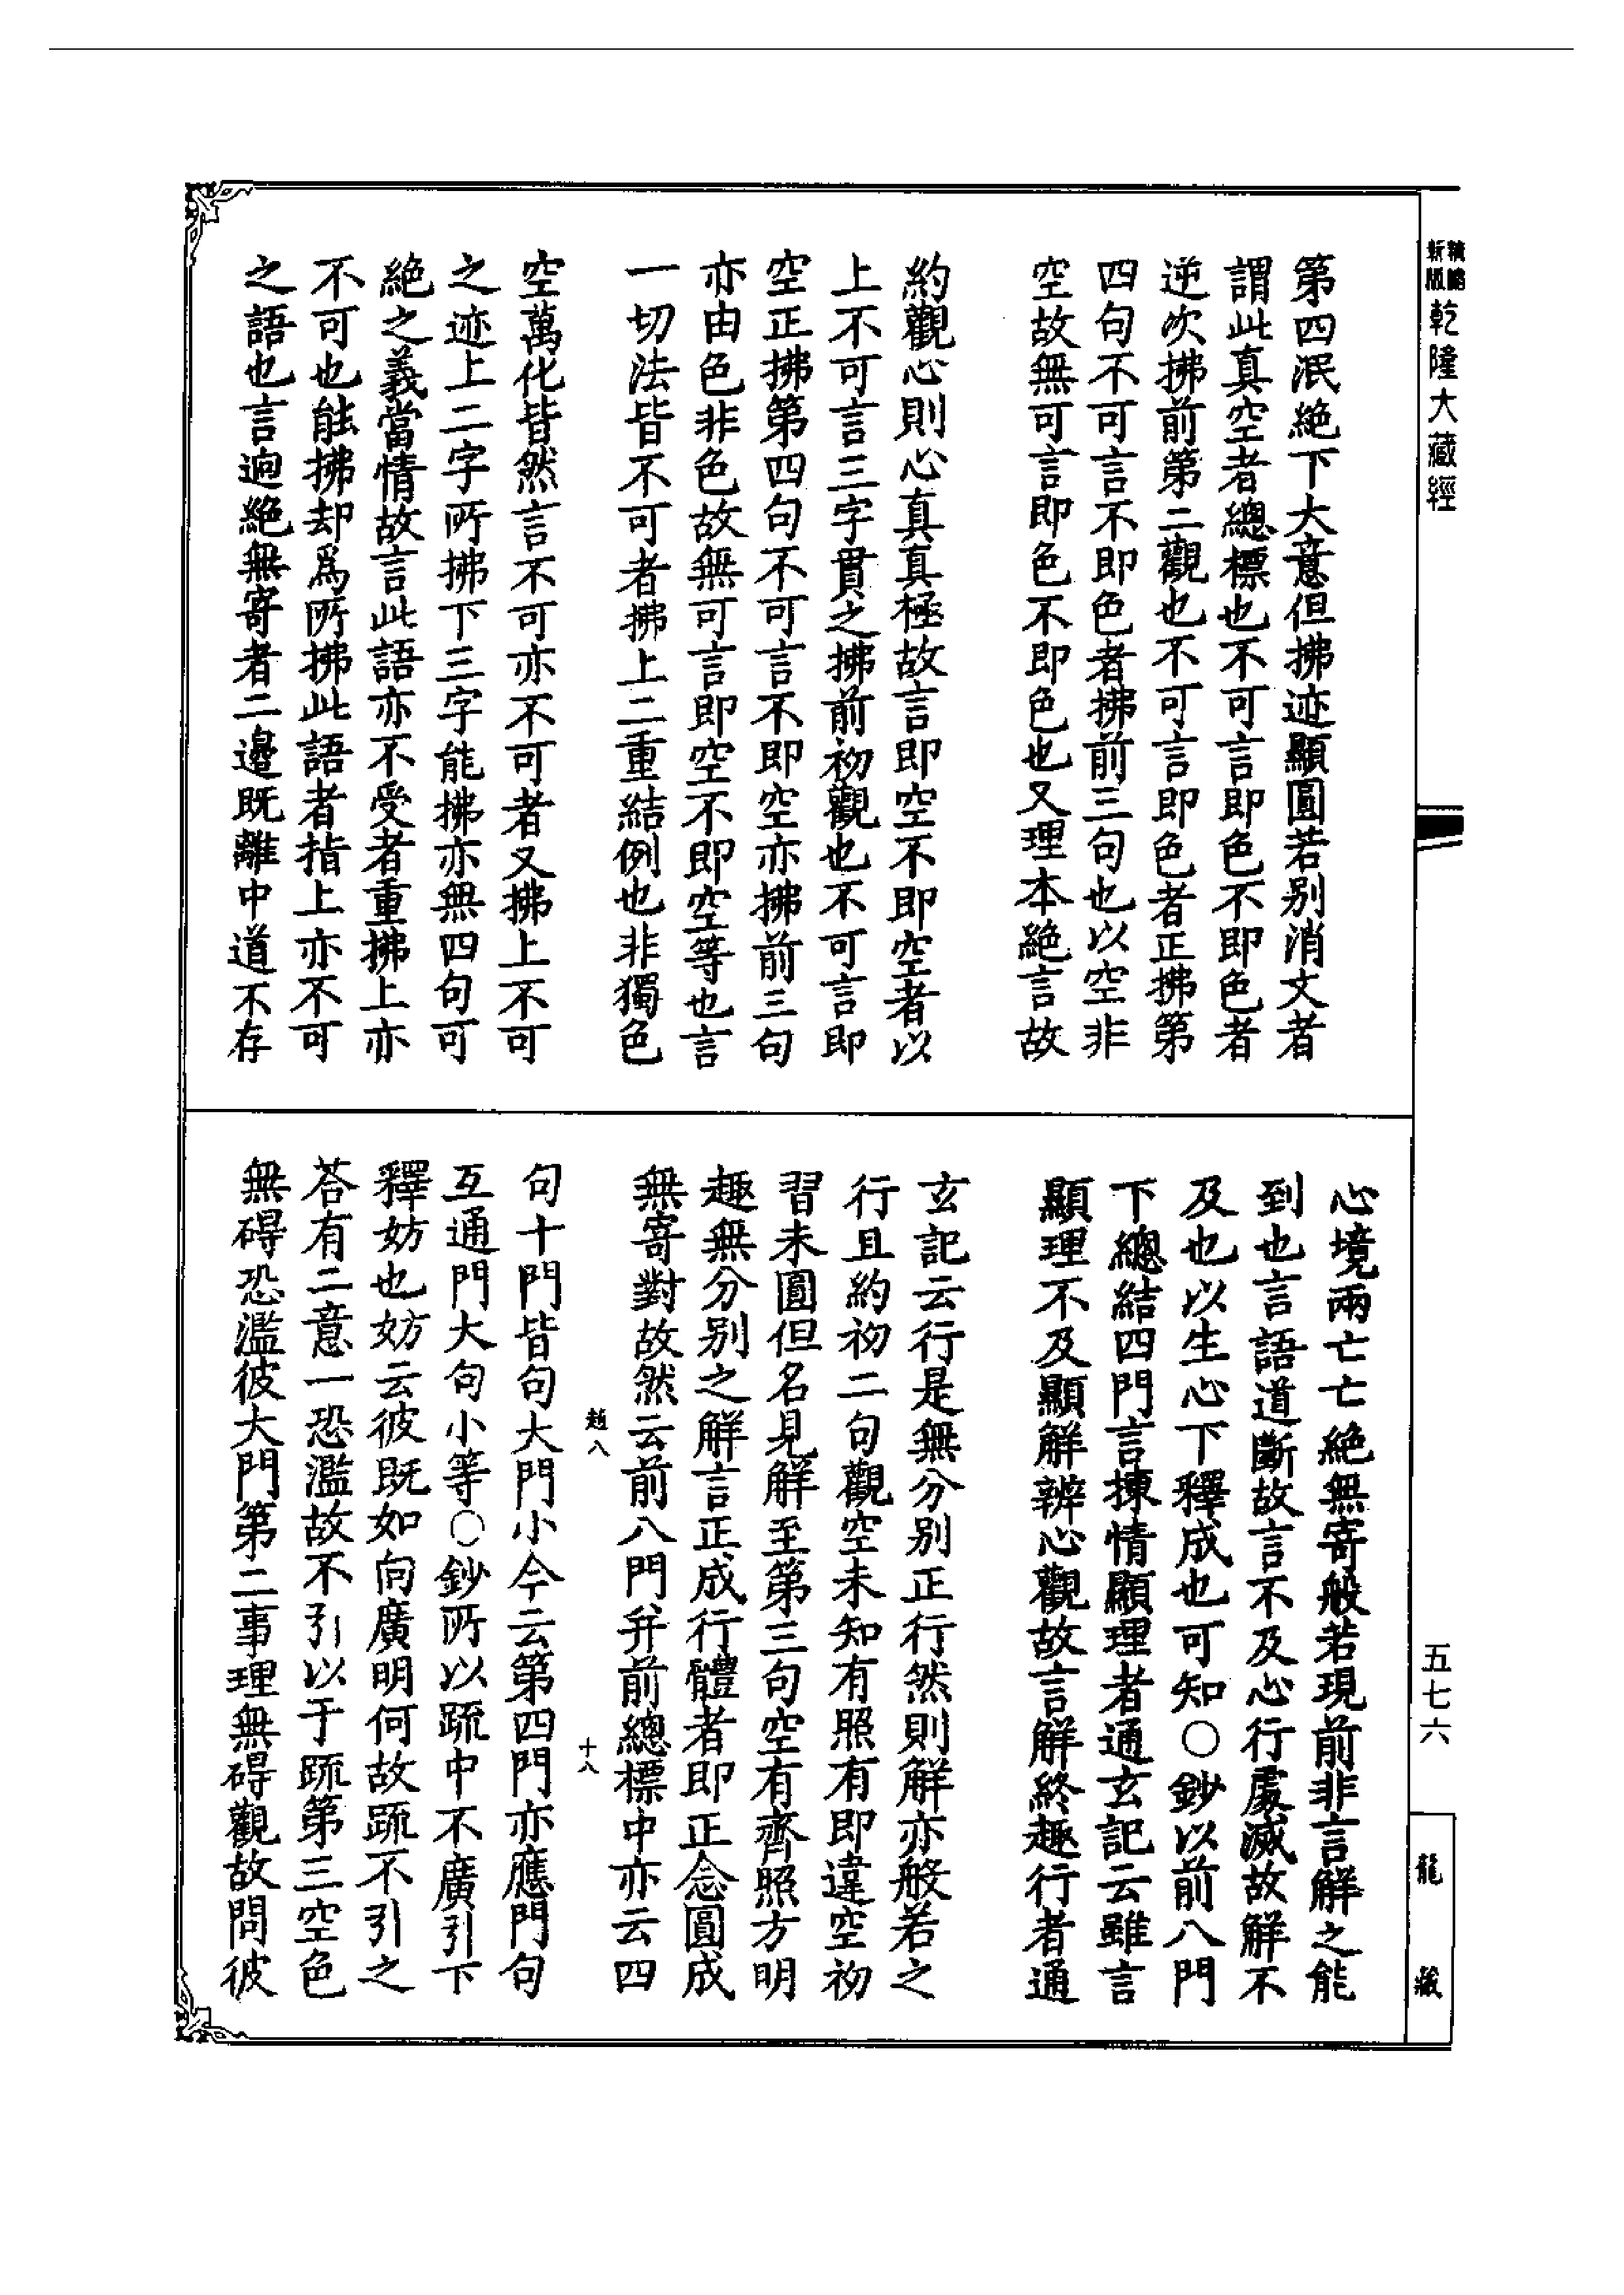 精縮
新版
乾隆大藏經
第四泯絶下大意但拂迹顯圓若别消文者
謂此真空者總標也不可言即色不即色者
逆次拂前第二觀也不可言即色者正拂第
四句不可言不即色者拂前三句也以空非
空故無可言即色不即色也又理本絶言故
約觀心則心真真極故言即空不即空者以
上不可言三字貫之拂前初觀也不可言即
空正拂第四句不可言不即空亦拂前三句
亦由色非色故無可言即空不即空等也言
一切法皆不可者拂上二重結例也非獨色
空萬化皆然言不可亦不可者又拂上不可
之迹上二字所拂下三字能拂亦無四句可
絶之義當情故言此語亦不受者重拂上亦
不可也能拂却爲所拂此語者指上亦不可
之語也言逈絶無寄者二邊既離中道不存
心境兩亡亡絶無寄般若現前非言解之能
到也言語道斷故言不及心行處滅故解不
及也以生心下釋成也可知○鈔以前八門
下總結四門言揀情顯理者通玄記云雖言
顯理不及顯解辨心觀故言解終趣行者通
玄記云行是無分别正行然則解亦般若之
行且約初二句觀空未知有照有即違空初
習未圓但名見解至第三句空有齊照方明
趣無分别之解言正成行體者即正念圓成
無寄對故然云前八門并前總標中亦云四
趙八
十八
句十門皆句大門小今云第四門亦應門句
互通門大句小等○鈔所以䟽中不廣引下
釋妨也妨云彼既如向廣明何故䟽不引之
荅有二意一恐濫故不引以于䟽第三空色
無碍恐濫彼大門第二事理無碍觀故問彼
五七六
龍藏